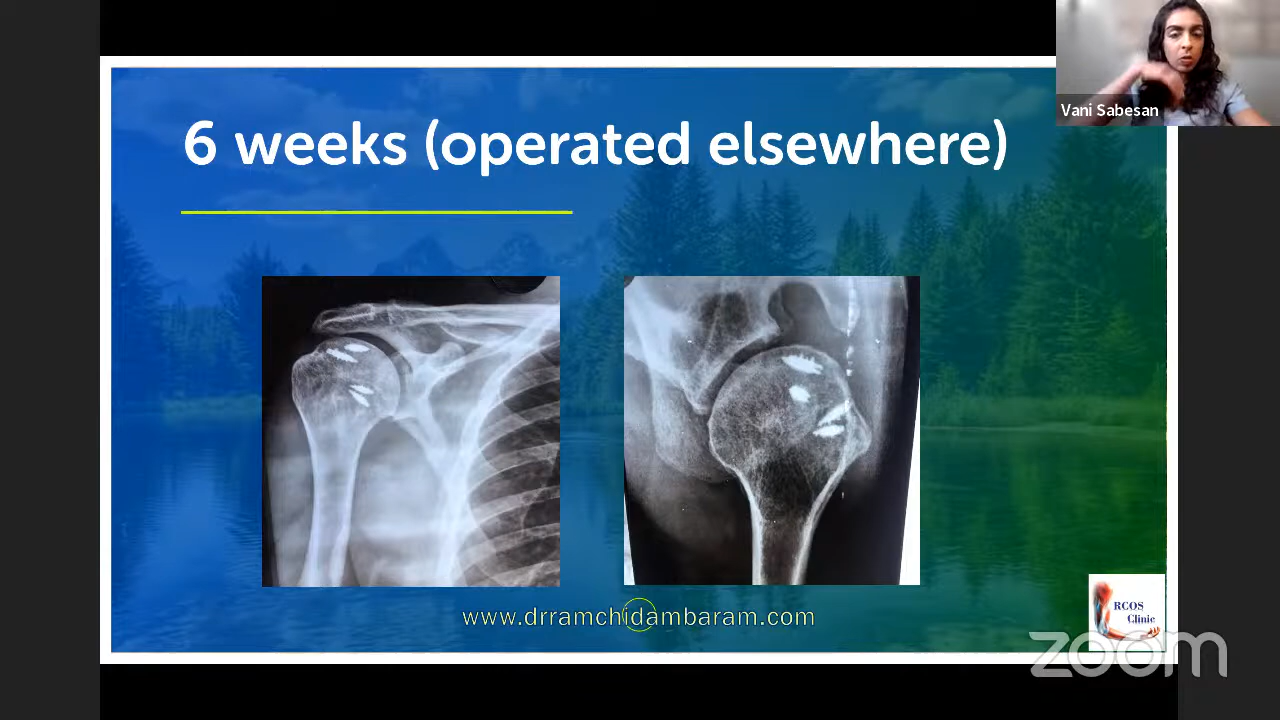 Vani Sabesan
6 weeks (operated elsewhere)
www.drramchidambaram.com
RCOS
Clinic
zoom